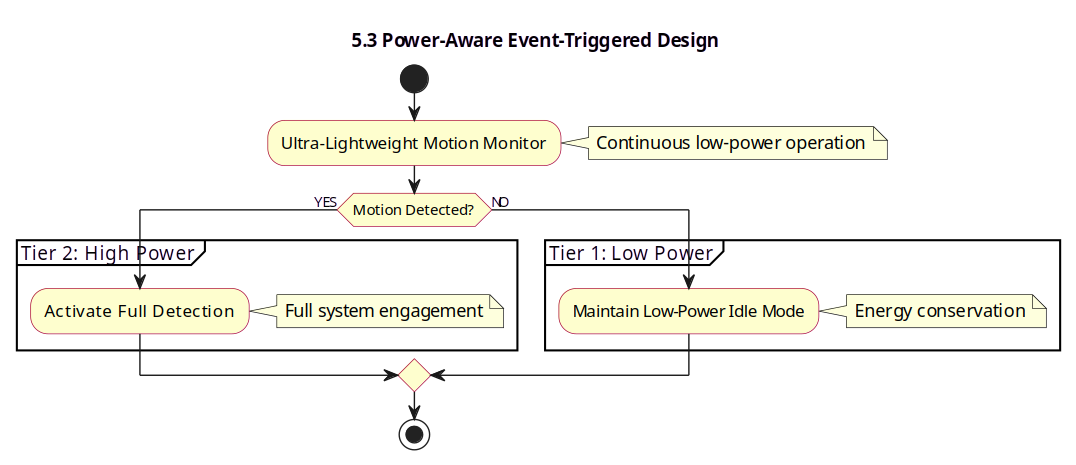 5.3 Power-Aware Event-Triggered Design
Ultra-Lightweight Motion Monitor
Continuous low-power operation
YES
Motion Detected?
NO
Tier 2: High Power
Tier 1: Low Power
Activate Full Detection
Full system engagement
Maintain Low-Power Idle Mode
Energy conservation